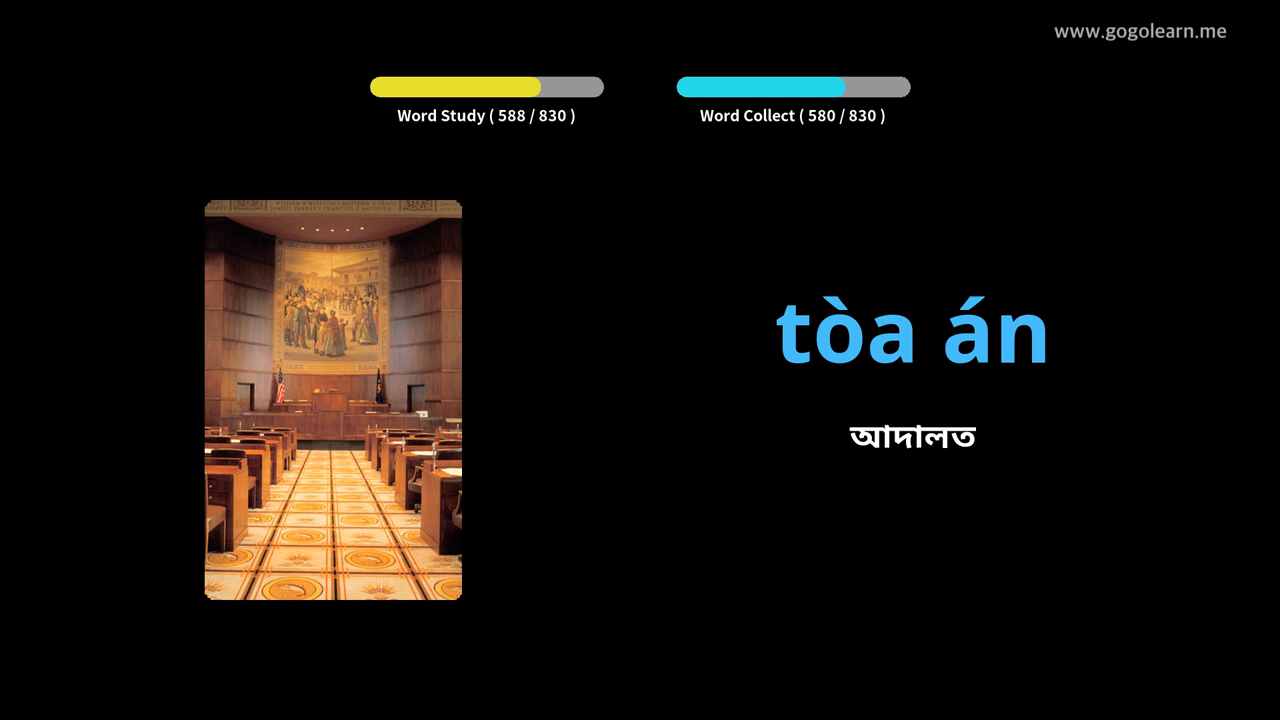 www.gogolearn.me
Word Study ( 588 / 830 )
Word Collect ( 580 / 830 )
tòa án
আদালত